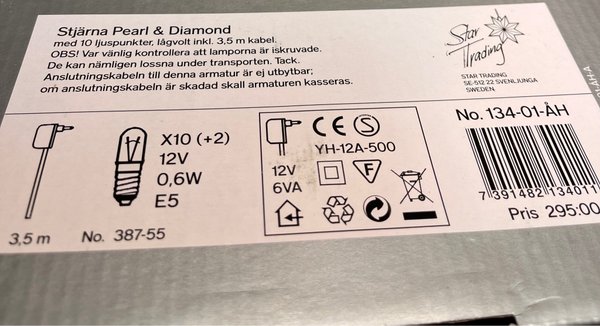 Stjärna Pearl & Diamond
med 10 ljuspunkter, lågvolt inkl. 3,5 m kabel.
OBS! Var vänlig kontrollera att lamporna är iskruvade.
De kan nämligen lossna under transporten. Tack.
Anslutningskabeln till denna armatur är ej utbytbar;
om anslutningskabeln är skadad skall armaturen kasseras.
Star
Trading
STAR TRADING
SE-512 22 SVENLJUNGA
SWEDEN
3,5 m
X10 (+2)
12V
0,6W
E5
No. 387-55
CE S
YH-12A-500
12V
6VA
F
No. 134-01-ÅH
7 391482 134011
Pris 295:00